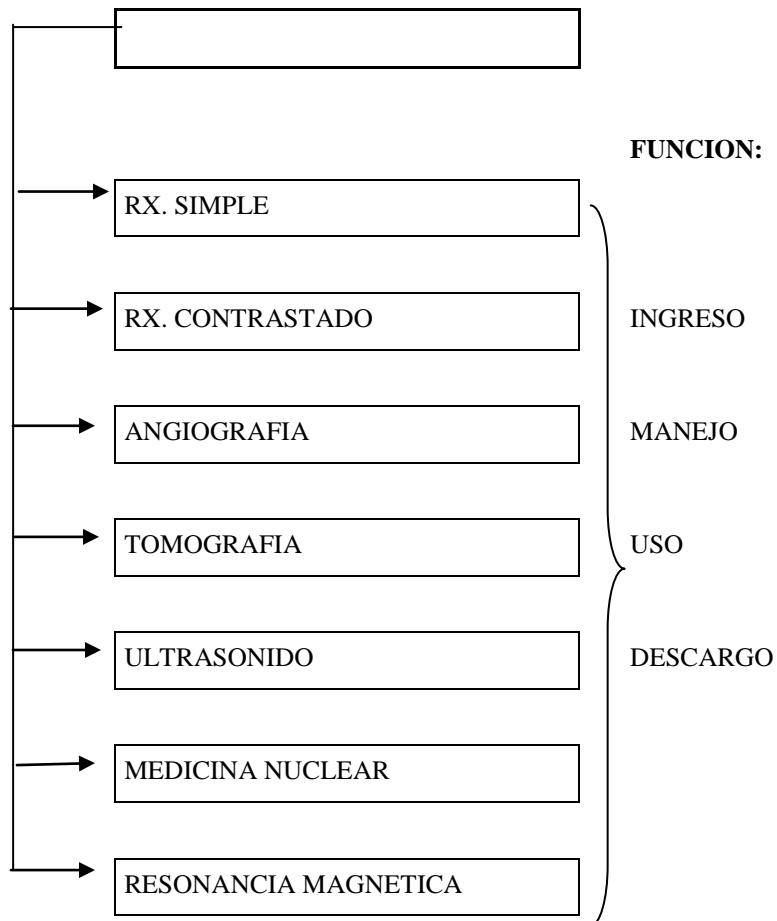 FUNCION:
RX. SIMPLE
RX. CONTRASTADO
INGRESO
ANGIOGRAFIA
MANEJO
TOMOGRAFIA
USO
ULTRASONIDO
DESCARGO
MEDICINA NUCLEAR
RESONANCIA MAGNETICA